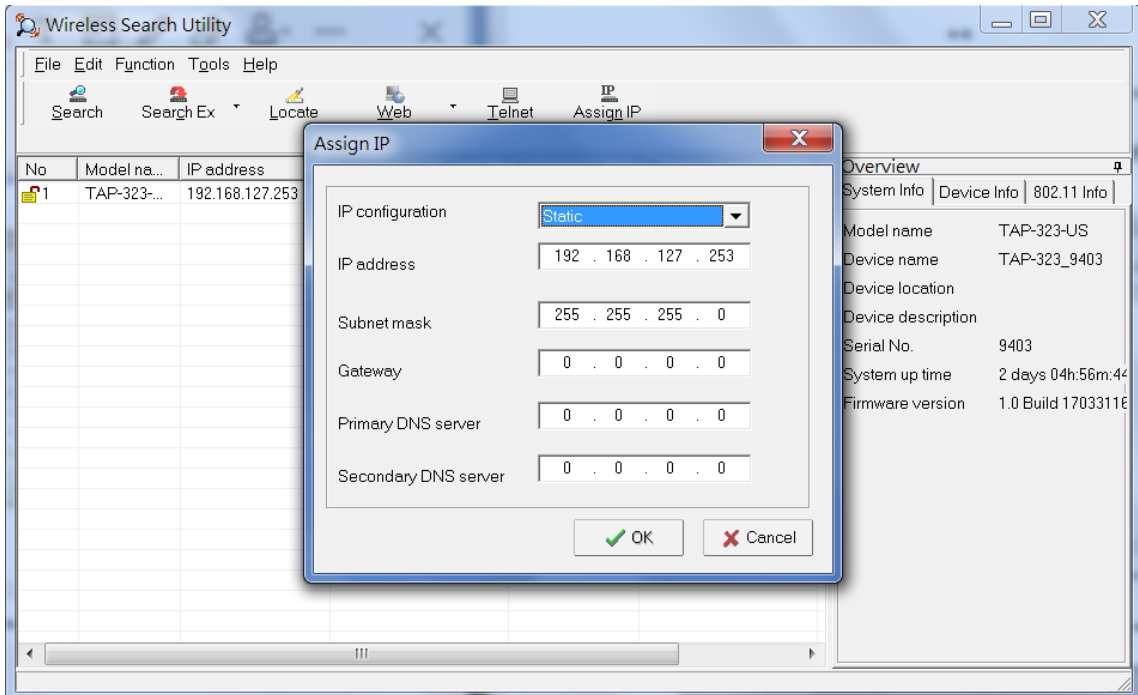 Wireless Search Utility
File Edit Function Tools Help
Search Search Ex Locate Web Telnet Assign IP
Assign IP
No Model na... IP address
1 TAP-323-... 192.168.127.253
IP configuration Static
IP address 192 . 168 . 127 . 253
Subnet mask 255 . 255 . 255 . 0
Gateway 0 . 0 . 0 . 0
Primary DNS server 0 . 0 . 0 . 0
Secondary DNS server 0 . 0 . 0 . 0
OK Cancel
Overview
System Info Device Info 802.11 Info
Model name TAP-323-US
Device name TAP-323_9403
Device location
Device description
Serial No. 9403
System up time 2 days 04h:56m:44
Firmware version 1.0 Build 17033116